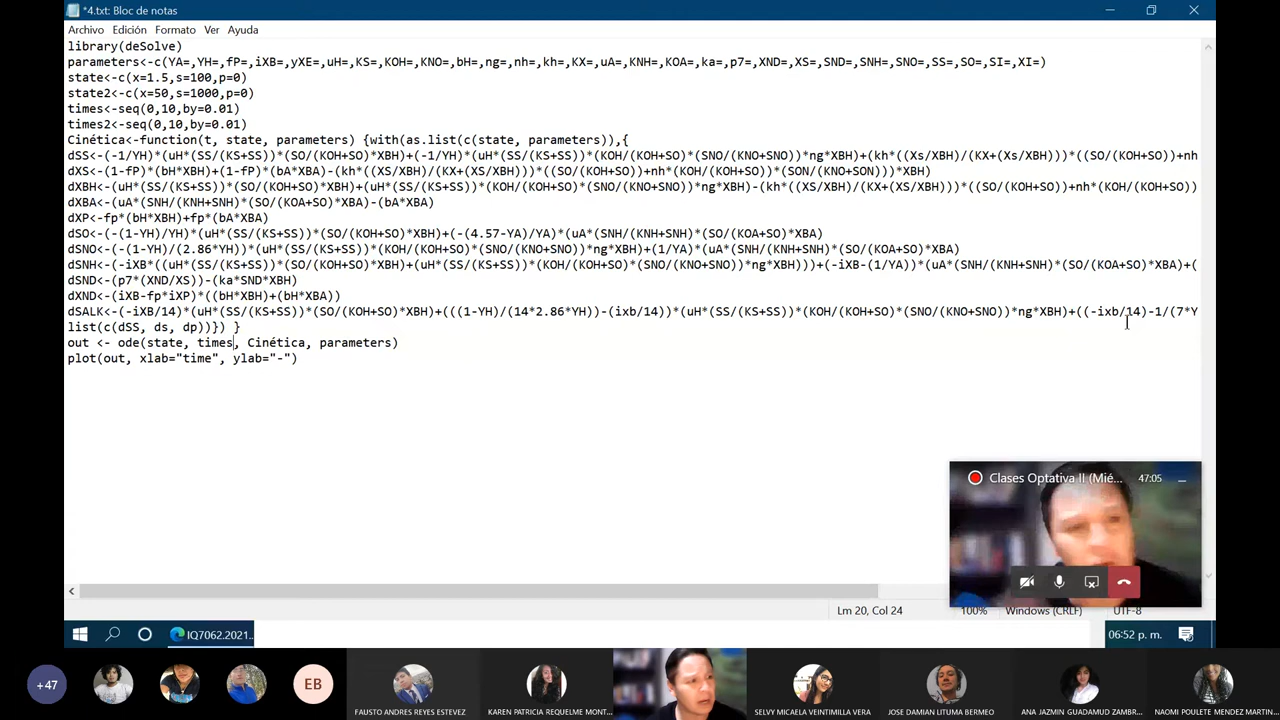 *4.txt: Bloc de notas
Archivo Edición Formato Ver Ayuda
library(deSolve)
parameters<-c(YA=,YH=,fP=,iXB=,yXE=,uH=,KS=,KOH=,KNO=,bH=,ng=,nh=,kh=,KX=,uA=,KNH=,KOA=,ka=,p7=,XND=,XS=,SND=,SNH=,SNO=,SS=,SO=,SI=,XI=)
state<-c(x=1.5,s=100,p=0)
state2<-c(x=50,s=1000,p=0)
times<-seq(0,10,by=0.01)
times2<-seq(0,10,by=0.01)
Cinética<-function(t, state, parameters) {with(as.list(c(state, parameters)),{
dSS<-(-1/YH)*(uH*(SS/(KS+SS))*(SO/(KOH+SO)*XBH)+(-1/YH)*(uH*(SS/(KS+SS))*(KOH/(KOH+SO)*(SNO/(KNO+SNO))*ng*XBH)+(kh*((Xs/XBH)/(KX+(Xs/XBH)))*((SO/(KOH+SO))+nh
dXS<-(1-fP)*(bH*XBH)+(1-fP)*(bA*XBA)-(kh*((XS/XBH)/(KX+(XS/XBH)))*((SO/(KOH+SO))+nh*(KOH/(KOH+SO))*(SON/(KNO+SON)))*XBH)
dXBH<-(uH*(SS/(KS+SS))*(SO/(KOH+SO)*XBH)+(uH*(SS/(KS+SS))*(KOH/(KOH+SO))*(SNO/(KNO+SNO))*ng*XBH)-(kh*((XS/XBH)/(KX+(XS/XBH)))*((SO/(KOH+SO))+nh*(KOH/(KOH+SO))
dXBA<-(uA*(SNH/(KNH+SNH)*(SO/(KOA+SO)*XBA)-(bA*XBA)
dXP<-fp*(bH*XBH)+fp*(bA*XBA)
dSO<-(-(1-YH)/YH)*(uH*(SS/(KS+SS))*(SO/(KOH+SO))*XBH)+(-(4.57-YA)/YA)*(uA*(SNH/(KNH+SNH)*(SO/(KOA+SO)*XBA)
dSNO<-(-(1-YH)/(2.86*YH))*(uH*(SS/(KS+SS))*(KOH/(KOH+SO))*(SNO/(KNO+SNO))*ng*XBH)+(1/YA)*(uA*(SNH/(KNH+SNH)*(SO/(KOA+SO)*XBA)
dSNH<-(-iXB*((uH*(SS/(KS+SS))*(SO/(KOH+SO)*XBH)+(uH*(SS/(KS+SS))*(KOH/(KOH+SO))*(SNO/(KNO+SNO))*ng*XBH)))+(-iXB-(1/YA))*(uA*(SNH/(KNH+SNH)*(SO/(KOA+SO)*XBA)+(
dSND<-(p7*(XND/XS))-(ka*SND*XBH)
dXND<-(iXB-fp*iXP)*((bH*XBH)+(bH*XBA))
dSALK<-(-iXB/14)*(uH*(SS/(KS+SS))*(SO/(KOH+SO)*XBH)+(((1-YH)/(14*2.86*YH))-(ixb/14))*(uH*(SS/(KS+SS))*(KOH/(KOH+SO))*(SNO/(KNO+SNO))*ng*XBH)+((-ixb/14)-1/(7*Y
list(c(dSS, ds, dp))}) }
out <- ode(state, times, Cinética, parameters)
plot(out, xlab="time", ylab="-")
Clases Optativa II (Mié... 47:05
Lm 20, Col 24 100% Windows (CRLF) UTF-8
IQ7062.2021... 06:52 p. m.
+47 EB
FAUSTO ANDRES REYES ESTEVEZ KAREN PATRICIA REQUELME MONT... SELVY MICAELA VEINTIMILLA VERA JOSE DAMIAN LITUMA BERMEO ANA JAZMIN GUADAMUD ZAMBR... NAOMI POULETE MENDEZ MARTIN...